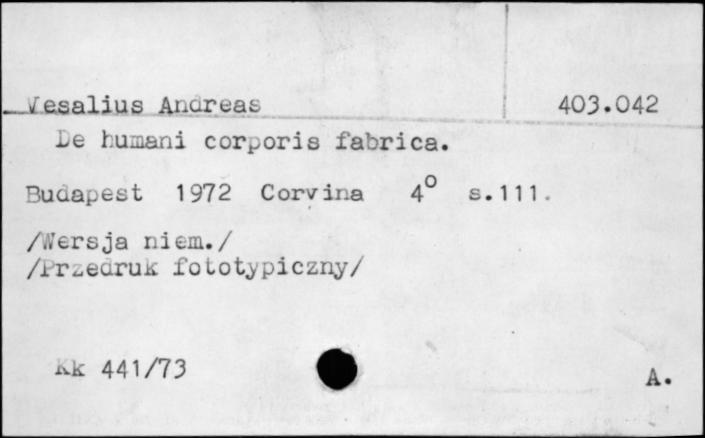 Vesalius Andreas 403.042
De humani corporis fabrica.
Budapest 1972 Corvina 4° s.111.
/Wersja niem./
/Przedruk fototypiczny/
Kk 441/73
A.